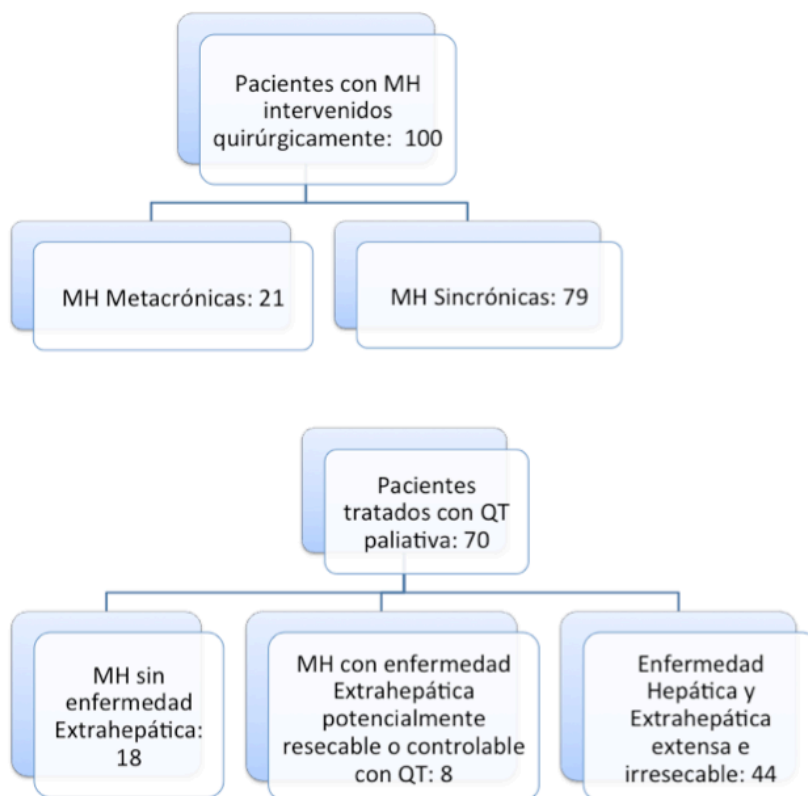 Pacientes con MH
intervenidos
quirúrgicamente: 100
MH Metacrónicas: 21
MH Sincrónicas: 79
Pacientes
tratados con QT
paliativa: 70
MH sin
enfermedad
Extrahepática:
18
MH con enfermedad
Extrahepática
potencialmente
resecable o controlable
con QT: 8
Enfermedad
Hepática y
Extrahepática
extensa e
irresecable: 44